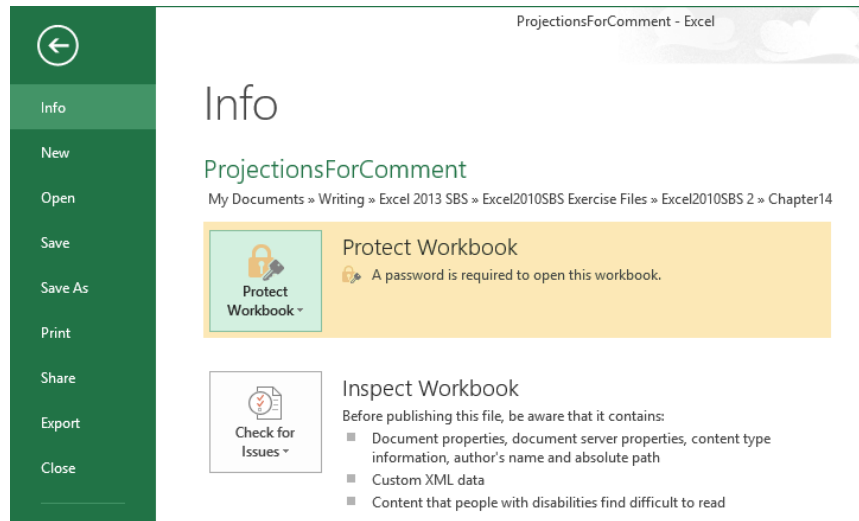 ProjectionsForComment - Excel
Info
New
Open
Save
Save As
Print
Share
Export
Close
Info
ProjectionsForComment
My Documents » Writing » Excel 2013 SBS » Excel2010SBS Exercise Files » Excel2010SBS 2 » Chapter14
Protect
Workbook
Protect Workbook
A password is required to open this workbook.
Check for
Issues
Inspect Workbook
Before publishing this file, be aware that it contains:
Document properties, document server properties, content type
information, author's name and absolute path
Custom XML data
Content that people with disabilities find difficult to read